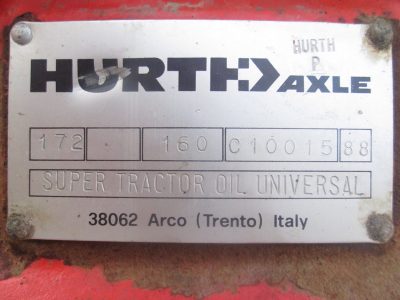 HURTH
P
HURTH AXLE
172 160 C10015 88
SUPER TRACTOR OIL UNIVERSAL
38062 Arco (Trento) Italy